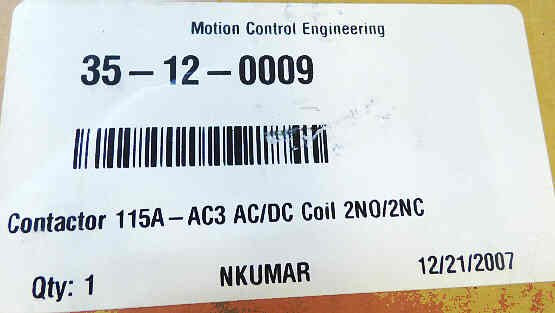 Motion Control Engineering
35-12-0009
Contactor 115A-AC3 AC/DC Coil 2NO/2NC
Qty: 1 NKUMAR 12/21/2007